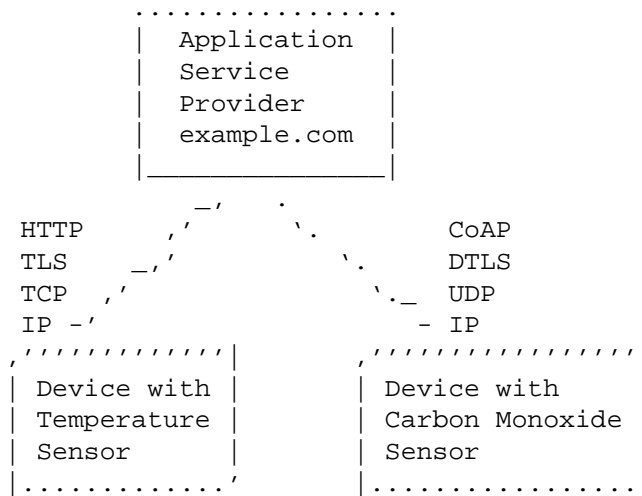 Application
Service
Provider
example.com
HTTP CoAP
TLS DTLS
TCP UDP
IP IP
Device with Device with
Temperature Carbon Monoxide
Sensor Sensor